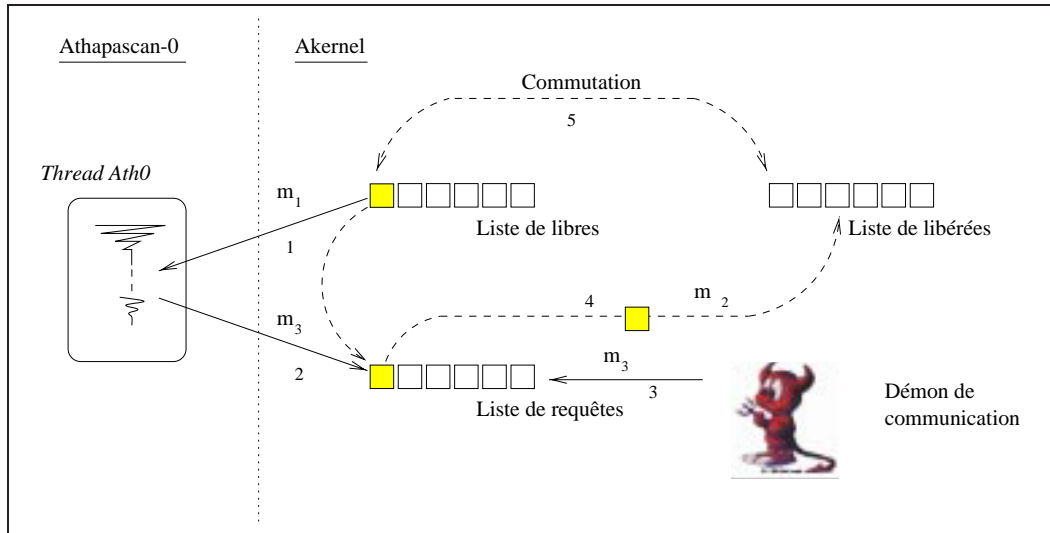 Athapascan-0
Akernel
Commutation
5
Thread Ath0
m1
Liste de libres
Liste de libérées
1
4
m2
m3
2
m3
3
Liste de requêtes
Démon de
communication